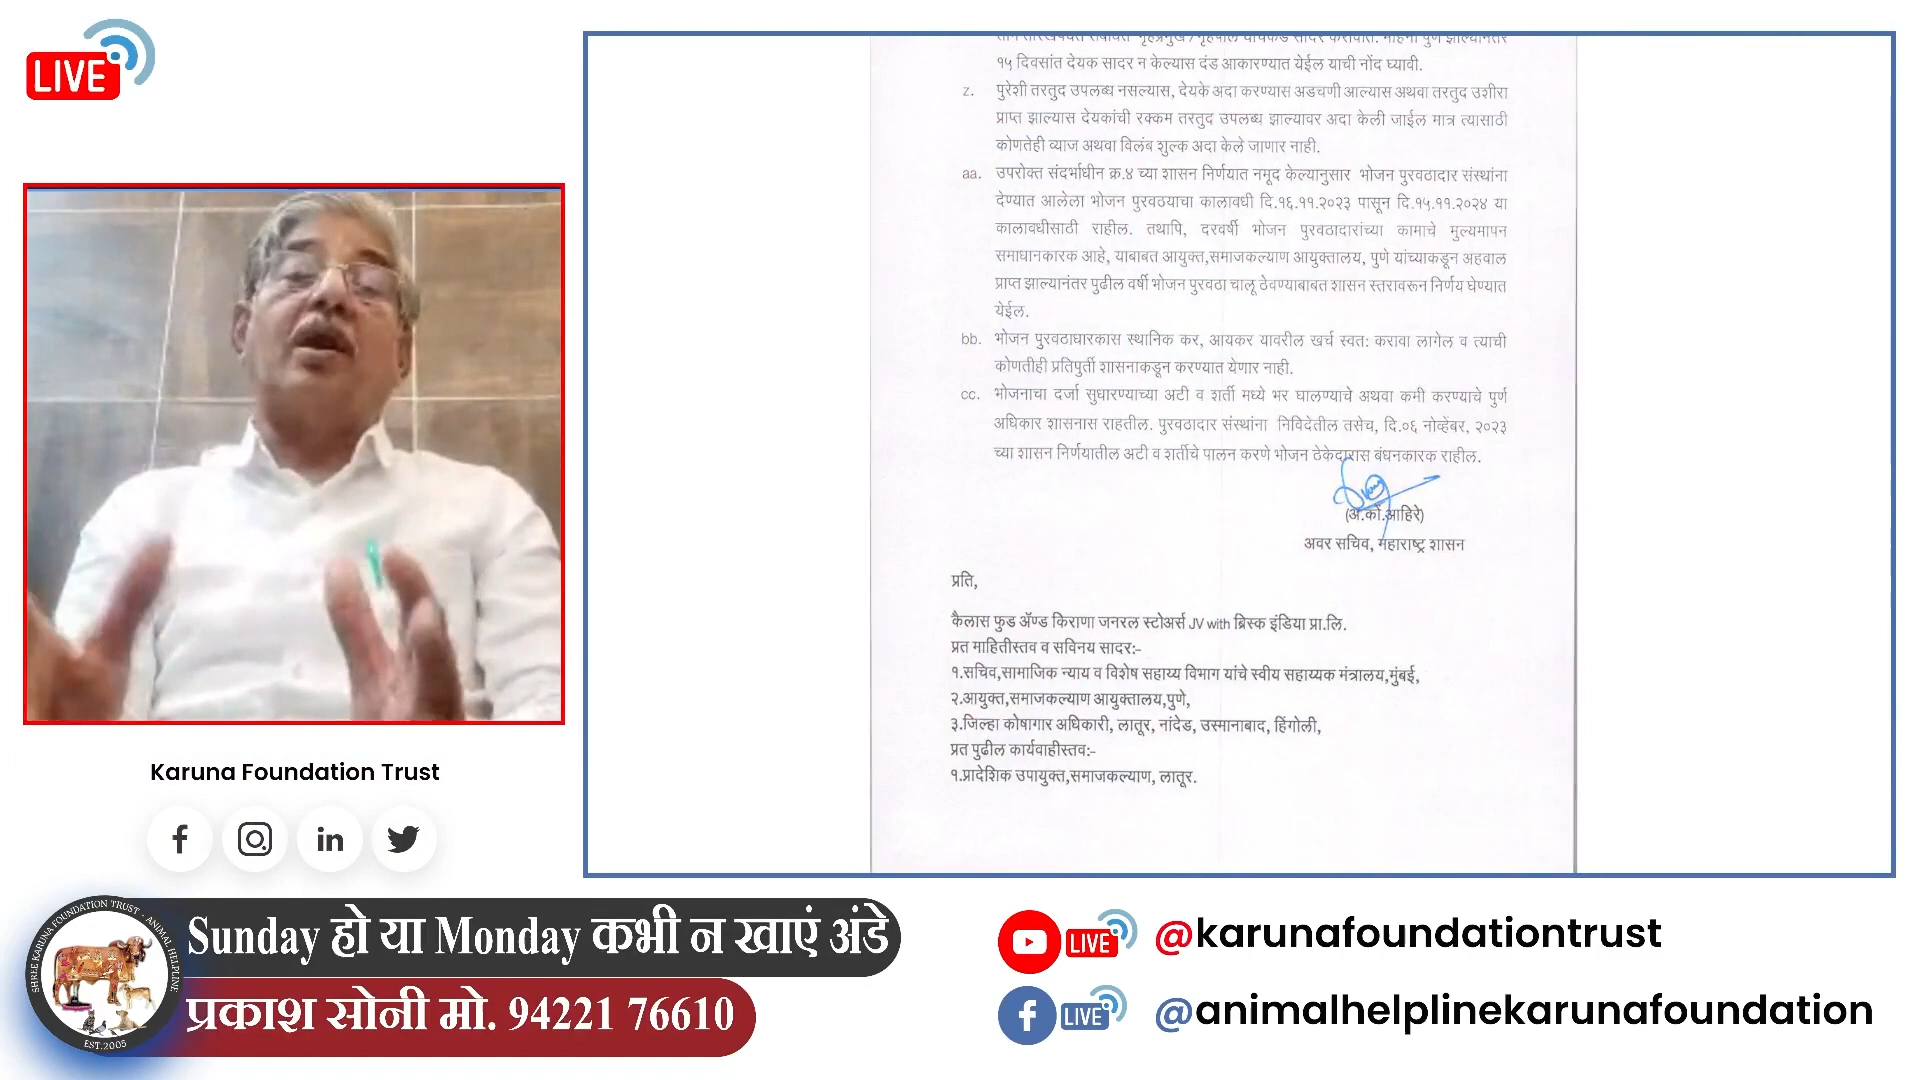 LIVE
१५ दिवसांत देयक सादर न केल्यास दंड आकारण्यात येईल याची नोंद घ्यावी.
z. पुरेशी तरतुद उपलब्ध नसल्यास, देयके अदा करण्यास अडचणी आल्यास अथवा तरतुद उशीरा
प्राप्त झाल्यास देयकांची रक्कम तरतुद उपलब्ध झाल्यावर अदा केली जाईल मात्र त्यासाठी
कोणतेही व्याज अथवा विलंब शुल्क अदा केले जाणार नाही.
aa. उपरोक्त संदर्भाधीन क्र.४ च्या शासन निर्णयात नमूद केल्यानुसार भोजन पुरवठादार संस्थांना
देण्यात आलेला भोजन पुरवठयाचा कालावधी दि.१६.११.२०२३ पासून दि.१५.११.२०२४ या
कालावधीसाठी राहील. तथापि, दरवर्षी भोजन पुरवठादारांच्या कामाचे मुल्यमापन
समाधानकारक आहे, याबाबत आयुक्त,समाजकल्याण आयुक्तालय, पुणे यांच्याकडून अहवाल
प्राप्त झाल्यानंतर पुढील वर्षी भोजन पुरवठा चालू ठेवण्याबाबत शासन स्तरावरून निर्णय घेण्यात
येईल.
bb. भोजन पुरवठाधारकास स्थानिक कर, आयकर यावरील खर्च स्वत: करावा लागेल व त्याची
कोणतीही प्रतिपुर्ती शासनाकडून करण्यात येणार नाही.
cc. भोजनाचा दर्जा सुधारण्याच्या अटी व शर्ती मध्ये भर घालण्याचे अथवा कमी करण्याचे पुर्ण
अधिकार शासनास राहतील. पुरवठादार संस्थांना निविदेतील तसेच, दि.०६ नोव्हेंबर, २०२३
च्या शासन निर्णयातील अटी व शर्तीचे पालन करणे भोजन ठेकेदारास बंधनकारक राहील.
(अ.को.आहिरे)
अवर सचिव, महाराष्ट्र शासन
प्रति,
कैलास फुड ॲण्ड किराणा जनरल स्टोअर्स JV with ब्रिस्क इंडिया प्रा.लि.
प्रत माहितीस्तव व सविनय सादर:-
१.सचिव,सामाजिक न्याय व विशेष सहाय्य विभाग यांचे स्वीय सहाय्यक मंत्रालय,मुंबई,
२.आयुक्त,समाजकल्याण आयुक्तालय,पुणे,
३.जिल्हा कोषागार अधिकारी, लातूर, नांदेड, उस्मानाबाद, हिंगोली,
प्रत पुढील कार्यवाहीस्तव:-
१.प्रादेशिक उपायुक्त,समाजकल्याण, लातूर.
Karuna Foundation Trust
SHREE KARUNA FOUNDATION TRUST - ANIMAL HELPLINE
EST.2005
Sunday हो या Monday कभी न खाएं अंडे
प्रकाश सोनी मो. 94221 76610
LIVE @karunafoundationtrust
LIVE @animalhelplinekarunafoundation